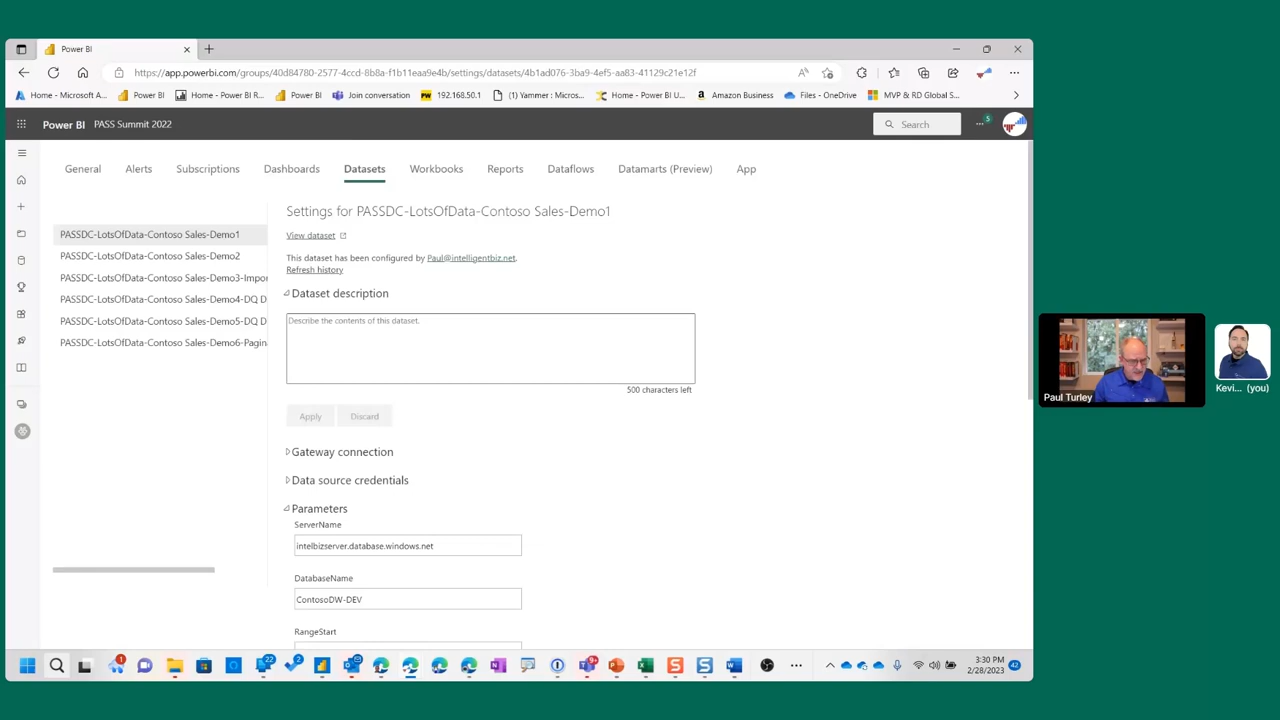 Power BI
https://app.powerbi.com/groups/40d84780-2577-4ccd-8b8a-f1b11eaa9e4b/settings/datasets/4b1ad076-3ba9-4ef5-aa83-41129c21e12f
Home - Microsoft A...
Power BI
Home - Power BI R...
Power BI
Join conversation
192.168.50.1
(1) Yammer : Micros...
Home - Power BI U...
Amazon Business
Files - OneDrive
MVP & RD Global S...
Power BI PASS Summit 2022
Search
5
General
Alerts
Subscriptions
Dashboards
Datasets
Workbooks
Reports
Dataflows
Datamarts (Preview)
App
PASSDC-LotsOfData-Contoso Sales-Demo1
PASSDC-LotsOfData-Contoso Sales-Demo2
PASSDC-LotsOfData-Contoso Sales-Demo3-Impor
PASSDC-LotsOfData-Contoso Sales-Demo4-DQ D
PASSDC-LotsOfData-Contoso Sales-Demo5-DQ D
PASSDC-LotsOfData-Contoso Sales-Demo6-Pagin
Settings for PASSDC-LotsOfData-Contoso Sales-Demo1
View dataset
This dataset has been configured by Paul@intelligentbiz.net.
Refresh history
Dataset description
Describe the contents of this dataset.
500 characters left
Apply
Discard
Gateway connection
Data source credentials
Parameters
ServerName
intelbizserver.database.windows.net
DatabaseName
ContosoDW-DEV
RangeStart
Paul Turley
Kevi... (you)
1
22
2
9+
3:30 PM
2/28/2023
42